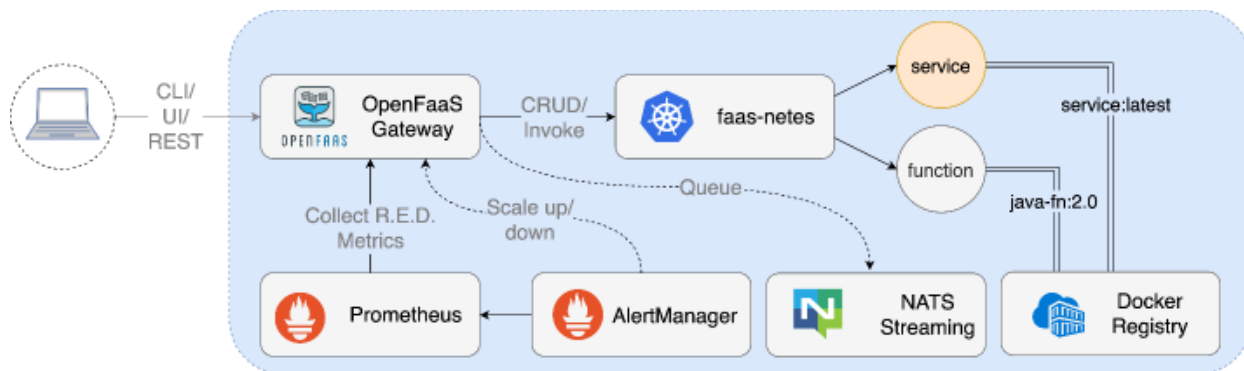 CLI/
UI/
REST
OPENFAAS
OpenFaaS
Gateway
CRUD/
Invoke
faas-netes
service
function
service:latest
java-fn:2.0
Queue
Collect R.E.D.
Metrics
Scale up/
down
Prometheus
AlertManager
N
NATS
Streaming
Docker
Registry